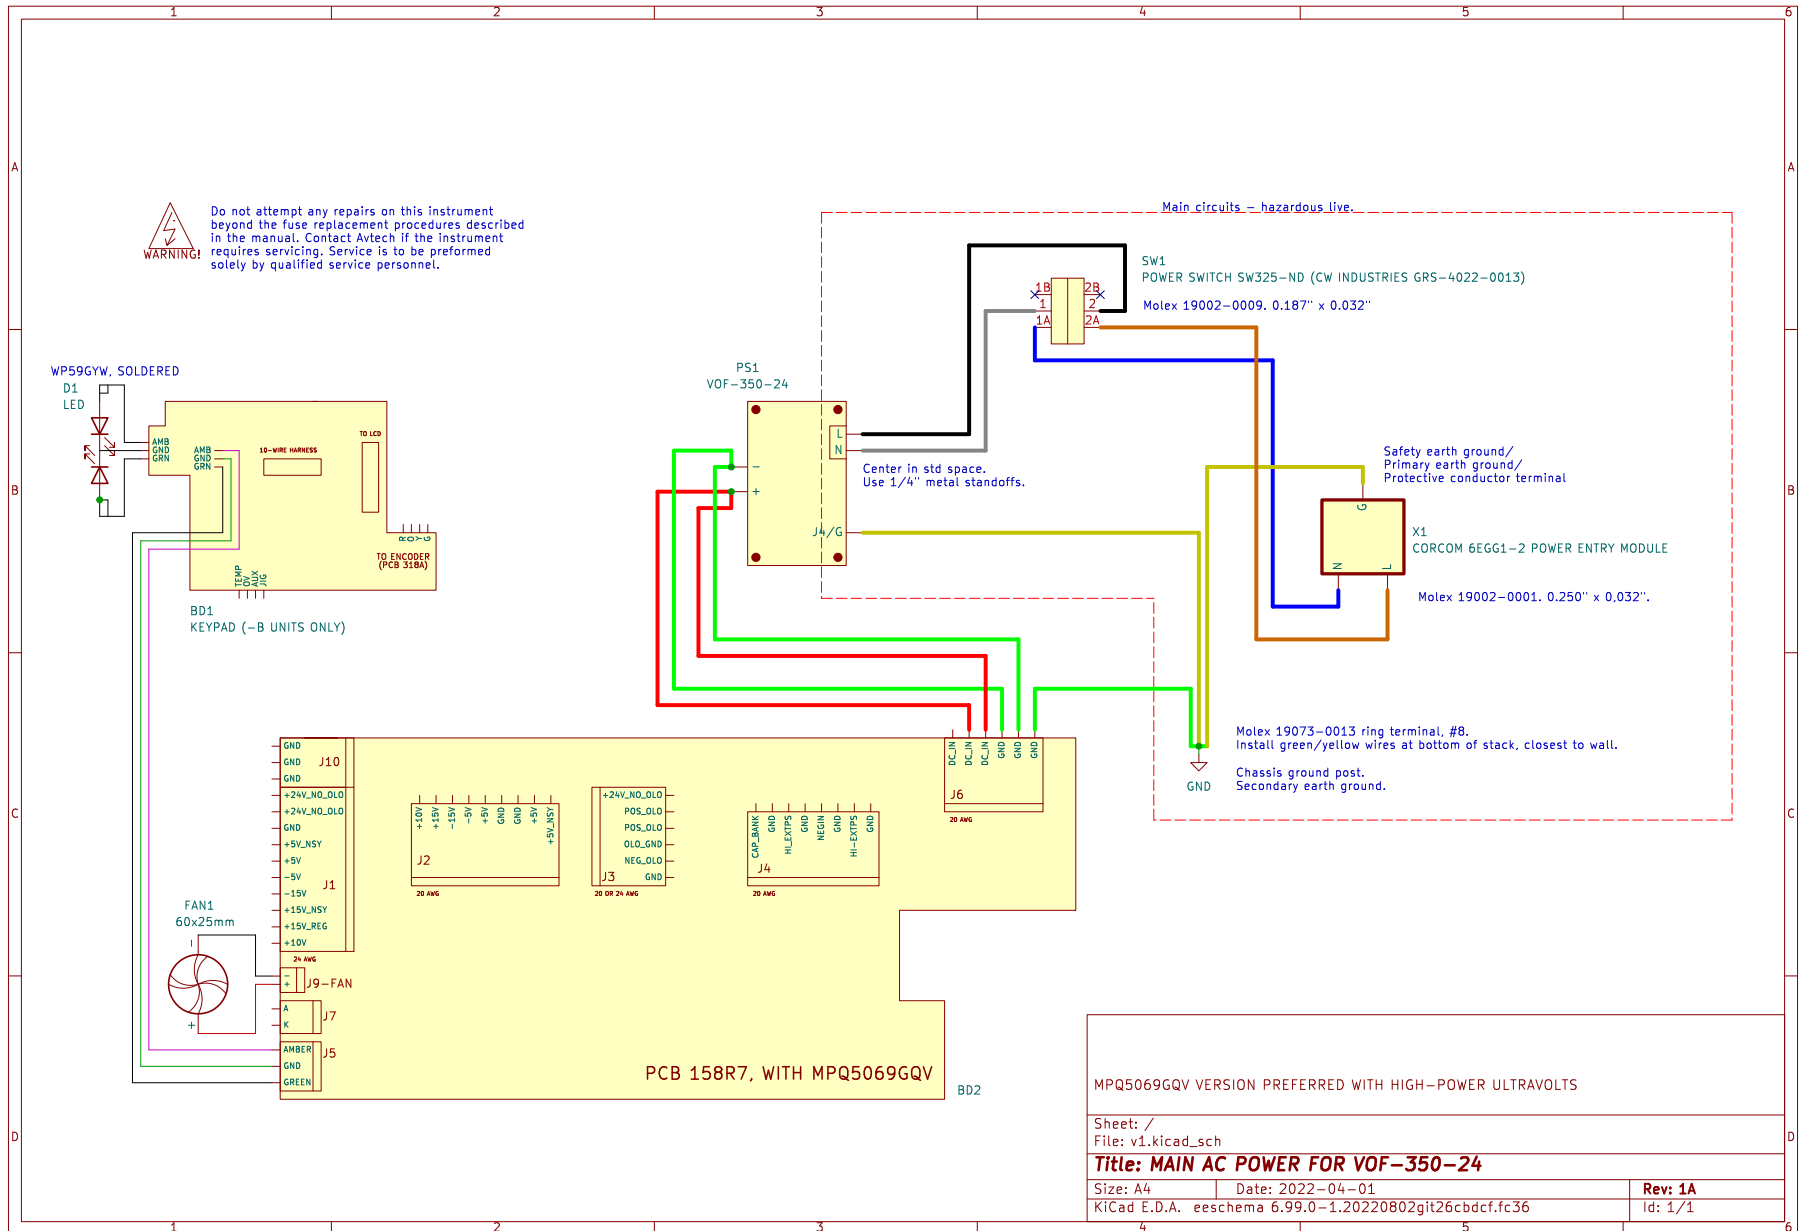 1 2 3 4 5 6
A
A
Do not attempt any repairs on this instrument
beyond the fuse replacement procedures described
in the manual. Contact Avtech if the instrument
requires servicing. Service is to be preformed
solely by qualified service personnel.
WARNING!
Main circuits – hazardous live.
SW1
POWER SWITCH SW325-ND (CW INDUSTRIES GRS-4022-0013)
Molex 19002-0009. 0.187" x 0.032"
1B
1
1A
2B
2
2A
WP59GYW, SOLDERED
D1
LED
AMB
GND
GRN
AMB
GND
GRN
10-WIRE HARNESS
TO LCD
R
O
Y
G
TO ENCODER
(PCB 318A)
TEMP
0V
AUX
JIG
BD1
KEYPAD (-B UNITS ONLY)
PS1
VOF-350-24
L
N
-
+
J4/G
Center in std space.
Use 1/4" metal standoffs.
B
B
Safety earth ground/
Primary earth ground/
Protective conductor terminal
G
N
L
X1
CORCOM 6EGG1-2 POWER ENTRY MODULE
Molex 19002-0001. 0.250" x 0,032".
Molex 19073-0013 ring terminal, #8.
Install green/yellow wires at bottom of stack, closest to wall.
Chassis ground post.
Secondary earth ground.
GND
C
C
GND
GND
GND
J10
+24V_NO_OLO
+24V_NO_OLO
GND
+5V_NSY
+5V
-5V
-15V
+15V_NSY
+15V_REG
+10V
J1
24 AWG
+10V
+15V
-15V
-5V
+5V
GND
GND
+5V
+5V_NSY
J2
20 AWG
+24V_NO_OLO
POS_OLO
POS_OLO
OLO_GND
NEG_OLO
GND
J3
20 OR 24 AWG
CAP_BANK
GND
HI_EXTPS
GND
NEGIN
GND
HI-EXTPS
GND
J4
20 AWG
DC_IN
DC_IN
DC_IN
GND
GND
GND
J6
20 AWG
FAN1
60x25mm
-
+
-
+
J9-FAN
A
K
J7
AMBER
GND
GREEN
J5
PCB 158R7, WITH MPQ5069GQV
BD2
D
D
MPQ5069GQV VERSION PREFERRED WITH HIGH-POWER ULTRAVOLTS
Sheet: /
File: v1.kicad_sch
Title: MAIN AC POWER FOR VOF-350-24
Size: A4 Date: 2022-04-01 Rev: 1A
KiCad E.D.A. eeschema 6.99.0-1.20220802git26cbdcf.fc36 Id: 1/1
1 2 3 4 5 6